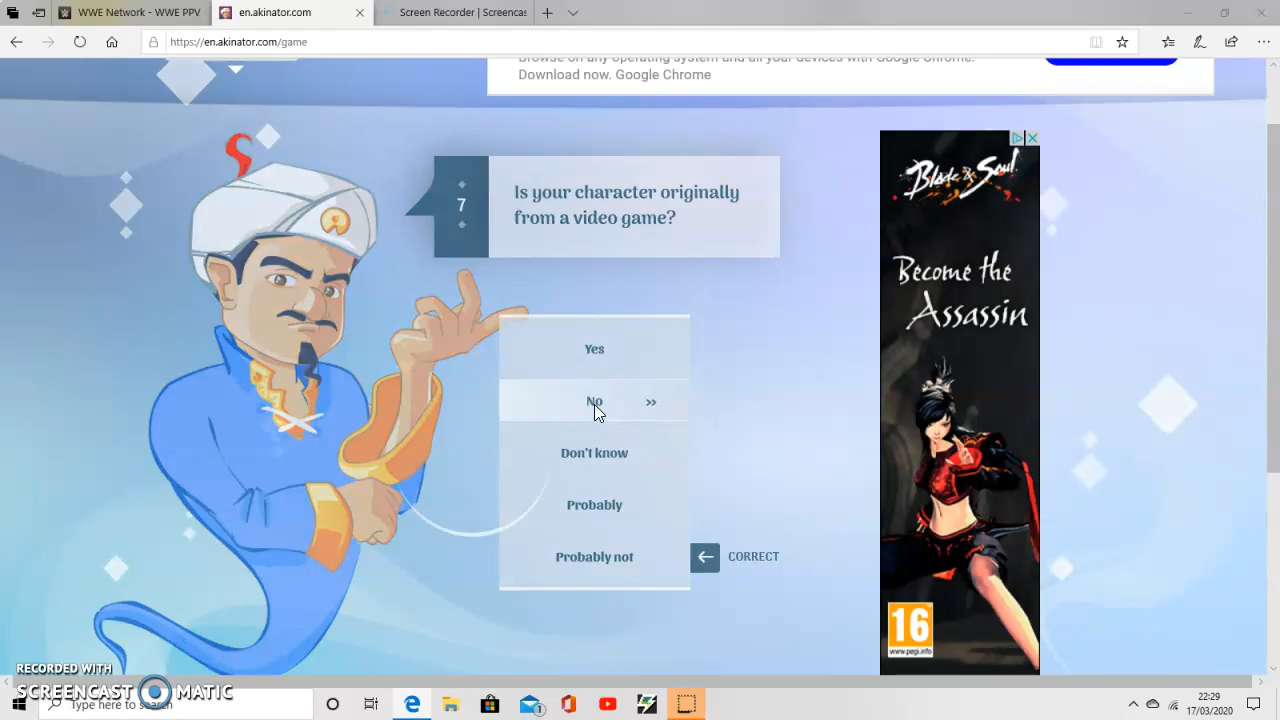 WWE Network - WWE PPV
en.akinator.com
Screen Recorder | Screencas
https://en.akinator.com/game
Browse on any operating system and all your devices with Google Chrome.
Download now. Google Chrome
7
Is your character originally
from a video game?
Yes
No >>
Don't know
Probably
Probably not
CORRECT
Blade & Soul
Become the
Assassin
16
www.pegi.info
RECORDED WITH
SCREENCAST MATIC
Type here to search
1
22:29
17/03/2020